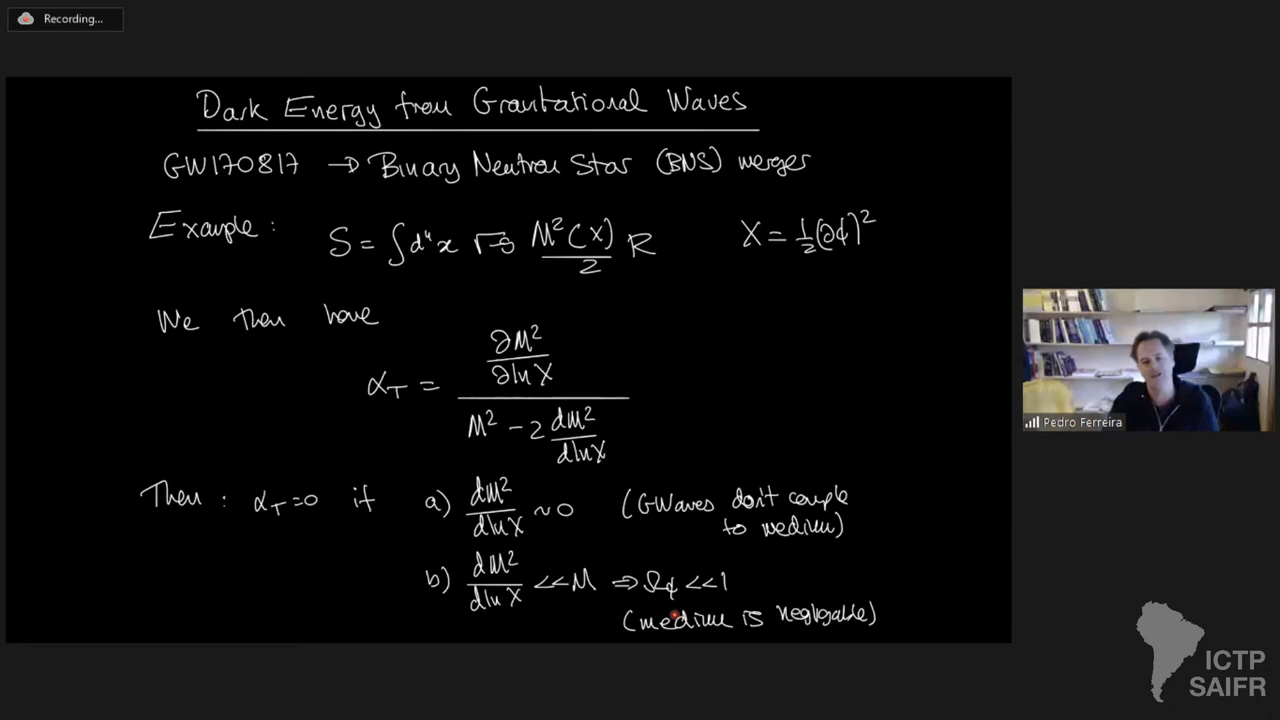 Recording...
Dark Energy from Gravitational Waves
GW170817 → Binary Neutron Star (BNS) merger
Example: S = ∫d⁴x √-g M²(X)/2 R X = ½(∂ϕ)²
We then have
α_T = (∂M²/∂lnX) / (M² - 2 dM²/dlnX)
Then: α_T=0 if a) dM²/dlnX ~ 0 (GWaves don't couple
to medium)
b) dM²/dlnX << M ⇒ Ω_ϕ << 1
(medium is negligable)
Pedro Ferreira
ICTP
SAIFR